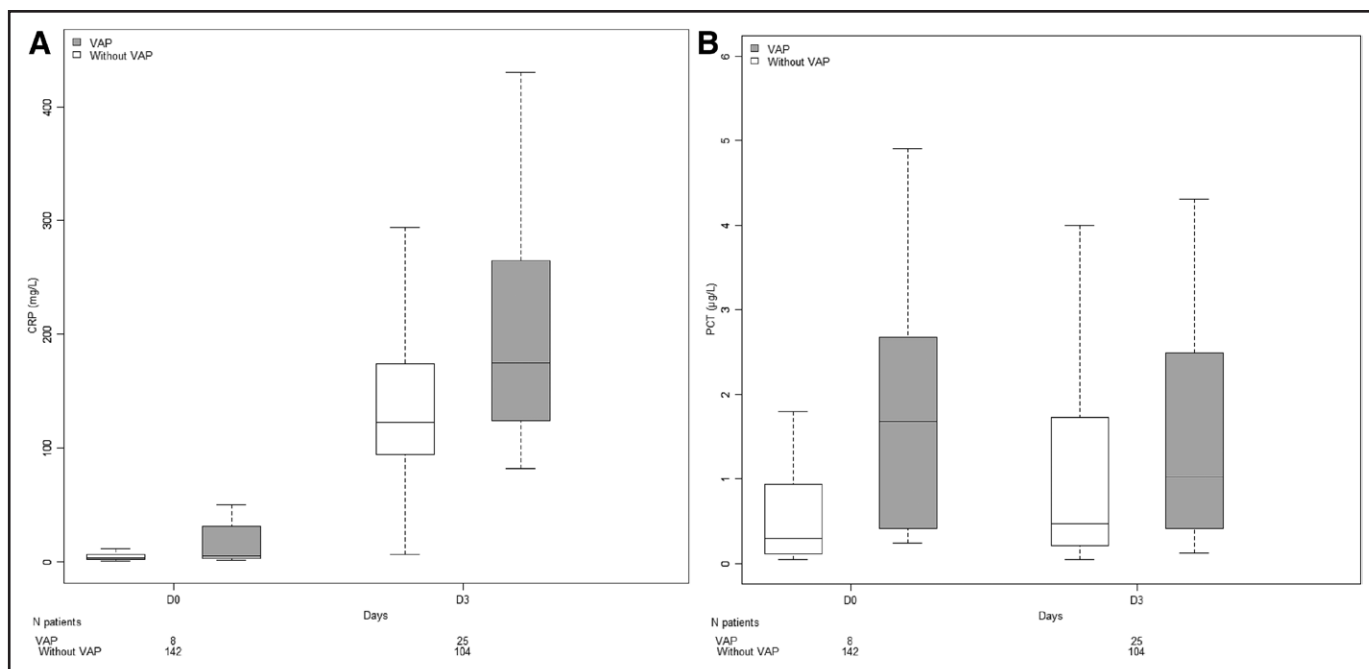 A
VAP
Without VAP
400
300
200
100
0
CRP (mg/L)
D0 D3
Days
N patients
VAP 8 25
Without VAP 142 104
B
VAP
Without VAP
6
5
4
3
2
1
0
PCT (µg/L)
D0 D3
Days
N patients
VAP 8 25
Without VAP 142 104